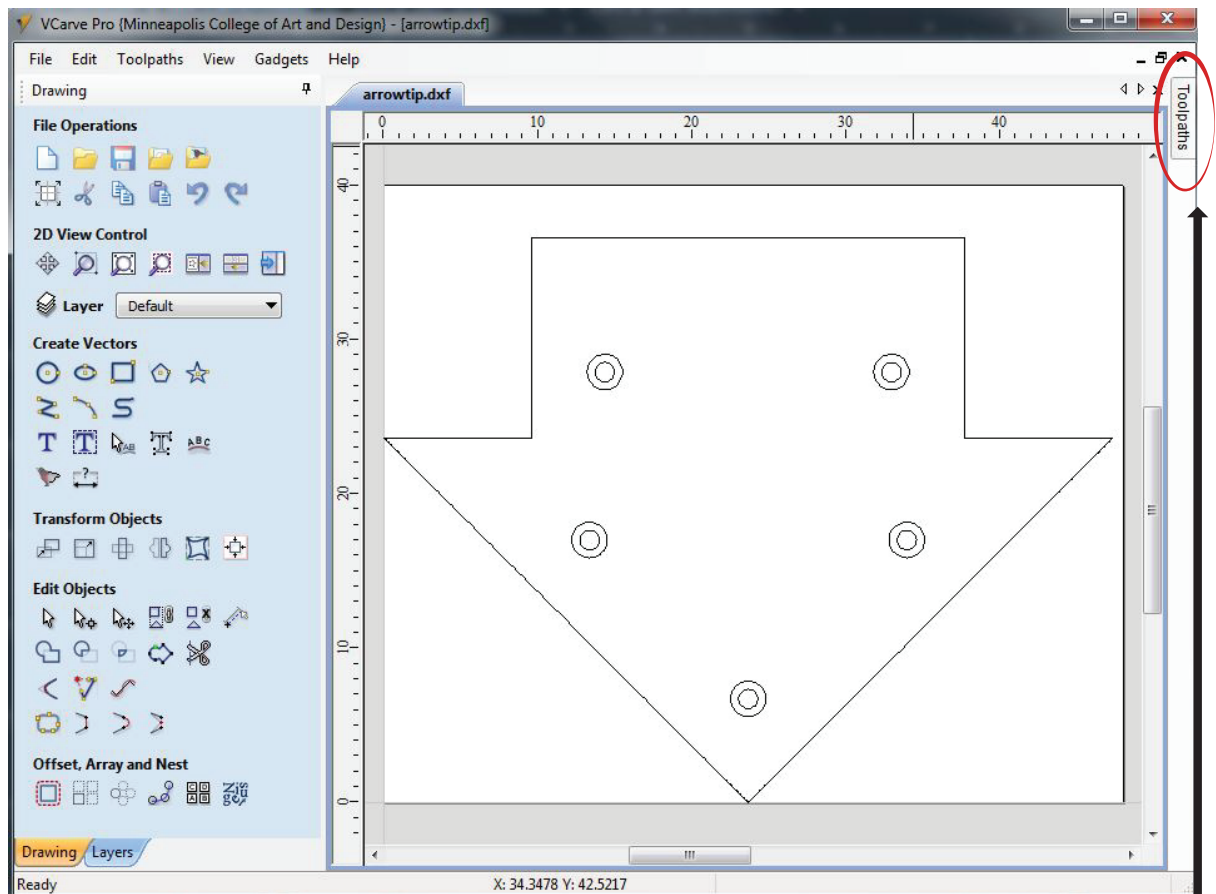 VCarve Pro {Minneapolis College of Art and Design} - [arrowtip.dxf]
File Edit Toolpaths View Gadgets Help
Drawing
arrowtip.dxf
Toolpaths
File Operations
2D View Control
Layer Default
Create Vectors
T T AB T ABC
?
Transform Objects
Edit Objects
Offset, Array and Nest
Drawing Layers
0 10 20 30 40
40
30
20
10
0
Ready X: 34.3478 Y: 42.5217